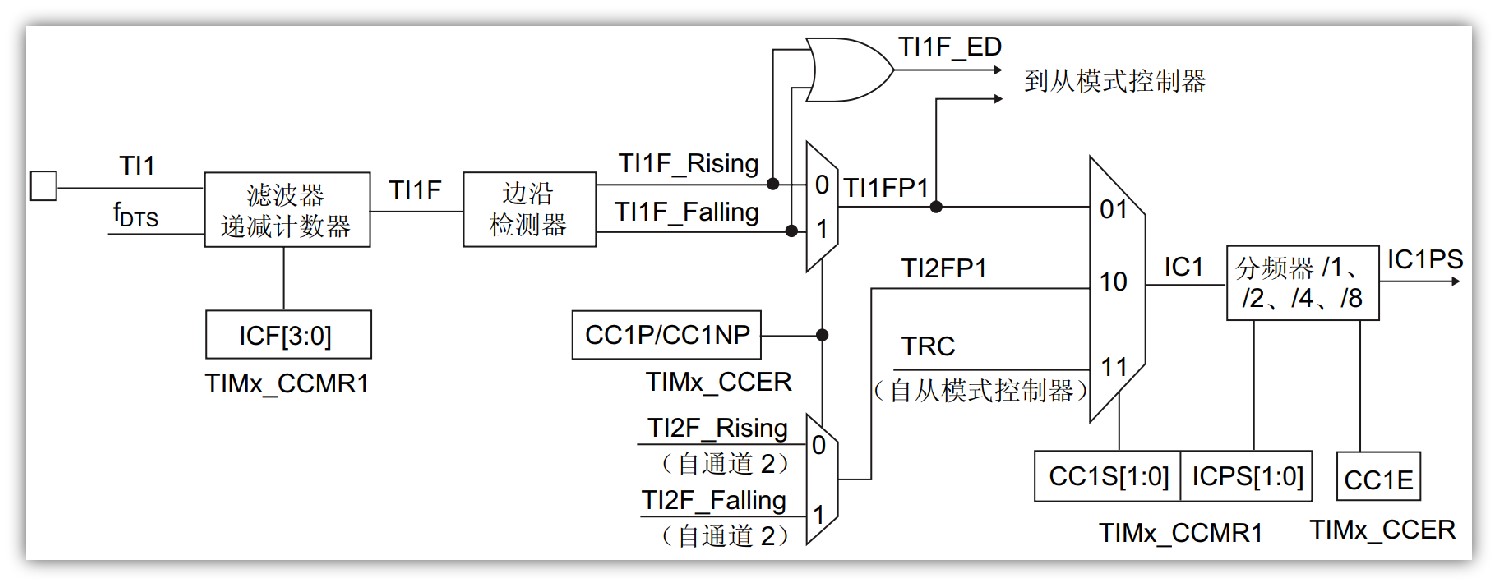 TI1F_ED
到从模式控制器
TI1
fDTS
滤波器
递减计数器
TI1F
边沿
检测器
TI1F_Rising
TI1F_Falling
0
1
TI1FP1
01
TI2FP1
10
IC1
分频器 /1、
/2、/4、/8
IC1PS
ICF[3:0]
TIMx_CCMR1
CC1P/CC1NP
TIMx_CCER
TRC
（自从模式控制器）
11
TI2F_Rising
（自通道 2）
0
TI2F_Falling
（自通道 2）
1
CC1S[1:0]
ICPS[1:0]
TIMx_CCMR1
CC1E
TIMx_CCER